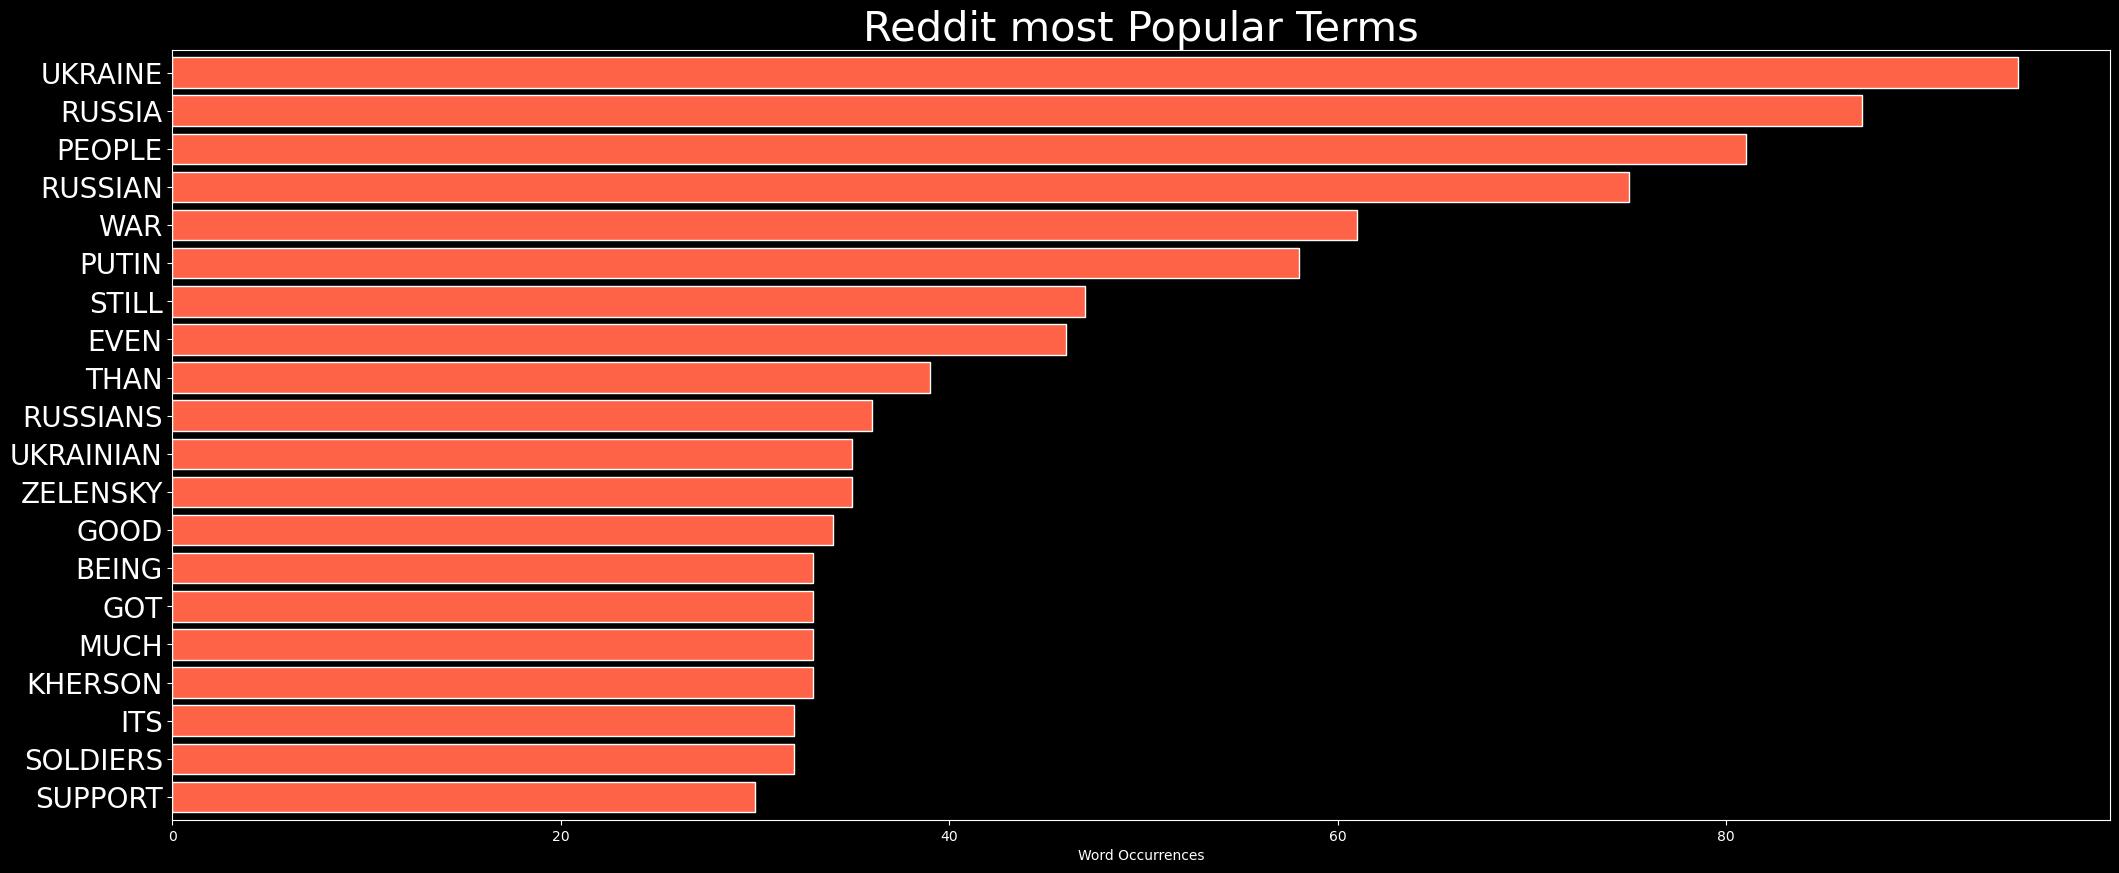 Reddit most Popular Terms
UKRAINE
RUSSIA
PEOPLE
RUSSIAN
WAR
PUTIN
STILL
EVEN
THAN
RUSSIANS
UKRAINIAN
ZELENSKY
GOOD
BEING
GOT
MUCH
KHERSON
ITS
SOLDIERS
SUPPORT
0 20 40 60 80
Word Occurrences